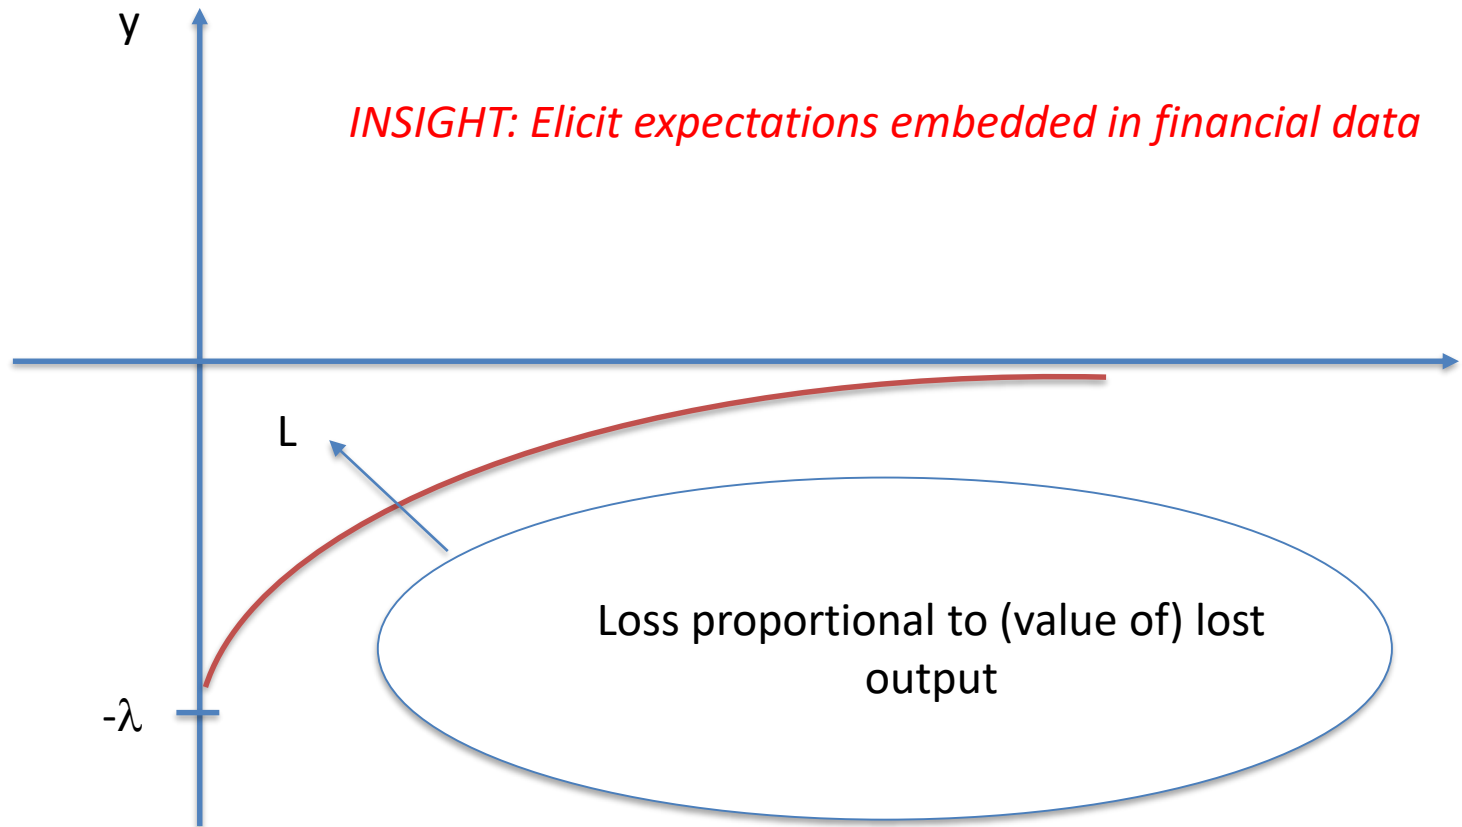 y
INSIGHT: Elicit expectations embedded in financial data
L
Loss proportional to (value of) lost
output
-λ